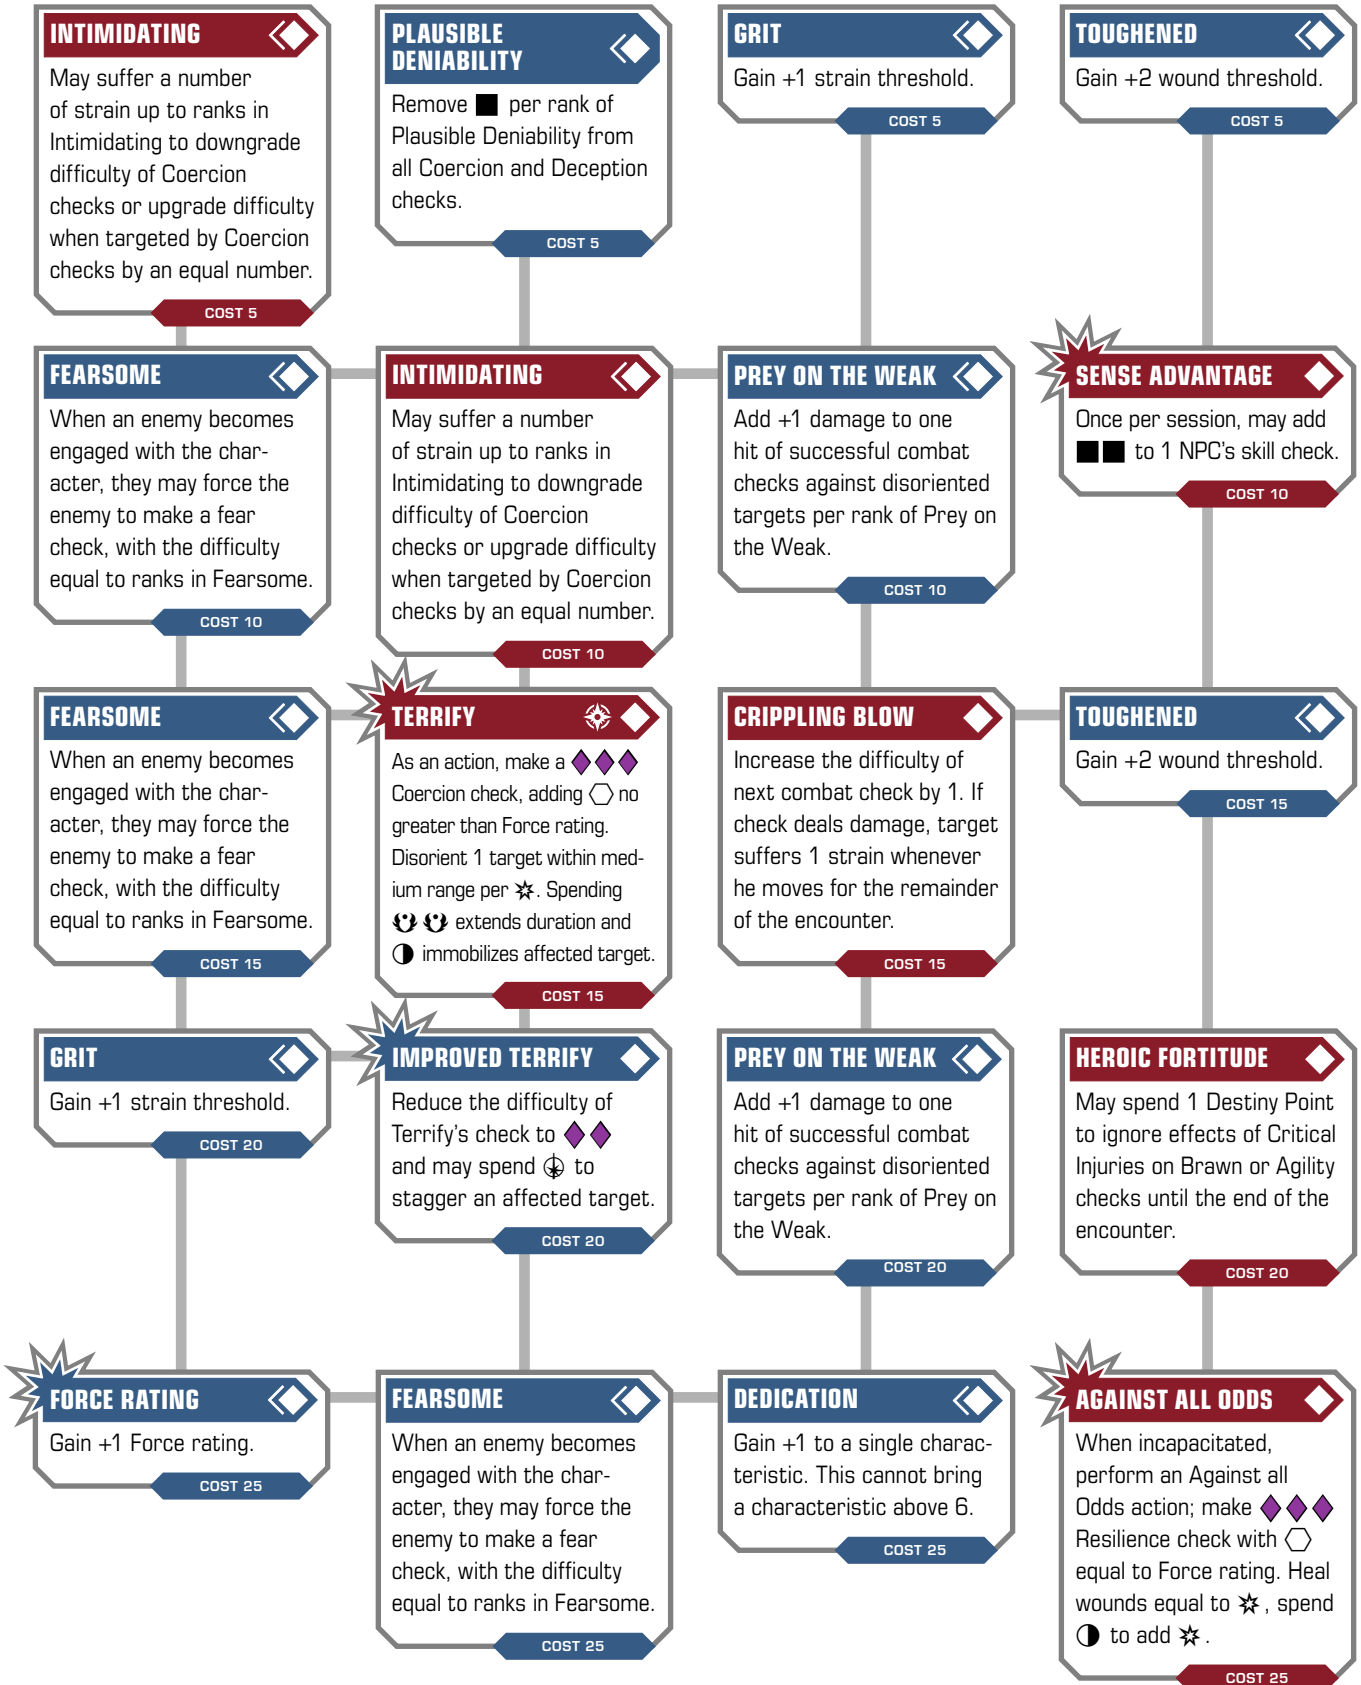 INTIMIDATING
May suffer a number
of strain up to ranks in
Intimidating to downgrade
difficulty of Coercion
checks or upgrade difficulty
when targeted by Coercion
checks by an equal number.
COST 5
PLAUSIBLE
DENIABILITY
Remove per rank of
Plausible Deniability from
all Coercion and Deception
checks.
COST 5
GRIT
Gain +1 strain threshold.
COST 5
TOUGHENED
Gain +2 wound threshold.
COST 5
FEARSOME
When an enemy becomes
engaged with the char-
acter, they may force the
enemy to make a fear
check, with the difficulty
equal to ranks in Fearsome.
COST 10
INTIMIDATING
May suffer a number
of strain up to ranks in
Intimidating to downgrade
difficulty of Coercion
checks or upgrade difficulty
when targeted by Coercion
checks by an equal number.
COST 10
PREY ON THE WEAK
Add +1 damage to one
hit of successful combat
checks against disoriented
targets per rank of Prey on
the Weak.
COST 10
SENSE ADVANTAGE
Once per session, may add
to 1 NPC's skill check.
COST 10
FEARSOME
When an enemy becomes
engaged with the char-
acter, they may force the
enemy to make a fear
check, with the difficulty
equal to ranks in Fearsome.
COST 15
TERRIFY
As an action, make a
Coercion check, adding no
greater than Force rating.
Disorient 1 target within med-
ium range per . Spending
extends duration and
immobilizes affected target.
COST 15
CRIPPLING BLOW
Increase the difficulty of
next combat check by 1. If
check deals damage, target
suffers 1 strain whenever
he moves for the remainder
of the encounter.
COST 15
TOUGHENED
Gain +2 wound threshold.
COST 15
GRIT
Gain +1 strain threshold.
COST 20
IMPROVED TERRIFY
Reduce the difficulty of
Terrify's check to
and may spend to
stagger an affected target.
COST 20
PREY ON THE WEAK
Add +1 damage to one
hit of successful combat
checks against disoriented
targets per rank of Prey on
the Weak.
COST 20
HEROIC FORTITUDE
May spend 1 Destiny Point
to ignore effects of Critical
Injuries on Brawn or Agility
checks until the end of the
encounter.
COST 20
FORCE RATING
Gain +1 Force rating.
COST 25
FEARSOME
When an enemy becomes
engaged with the char-
acter, they may force the
enemy to make a fear
check, with the difficulty
equal to ranks in Fearsome.
COST 25
DEDICATION
Gain +1 to a single charac-
teristic. This cannot bring
a characteristic above 6.
COST 25
AGAINST ALL ODDS
When incapacitated,
perform an Against all
Odds action; make
Resilience check with
equal to Force rating. Heal
wounds equal to , spend
to add .
COST 25